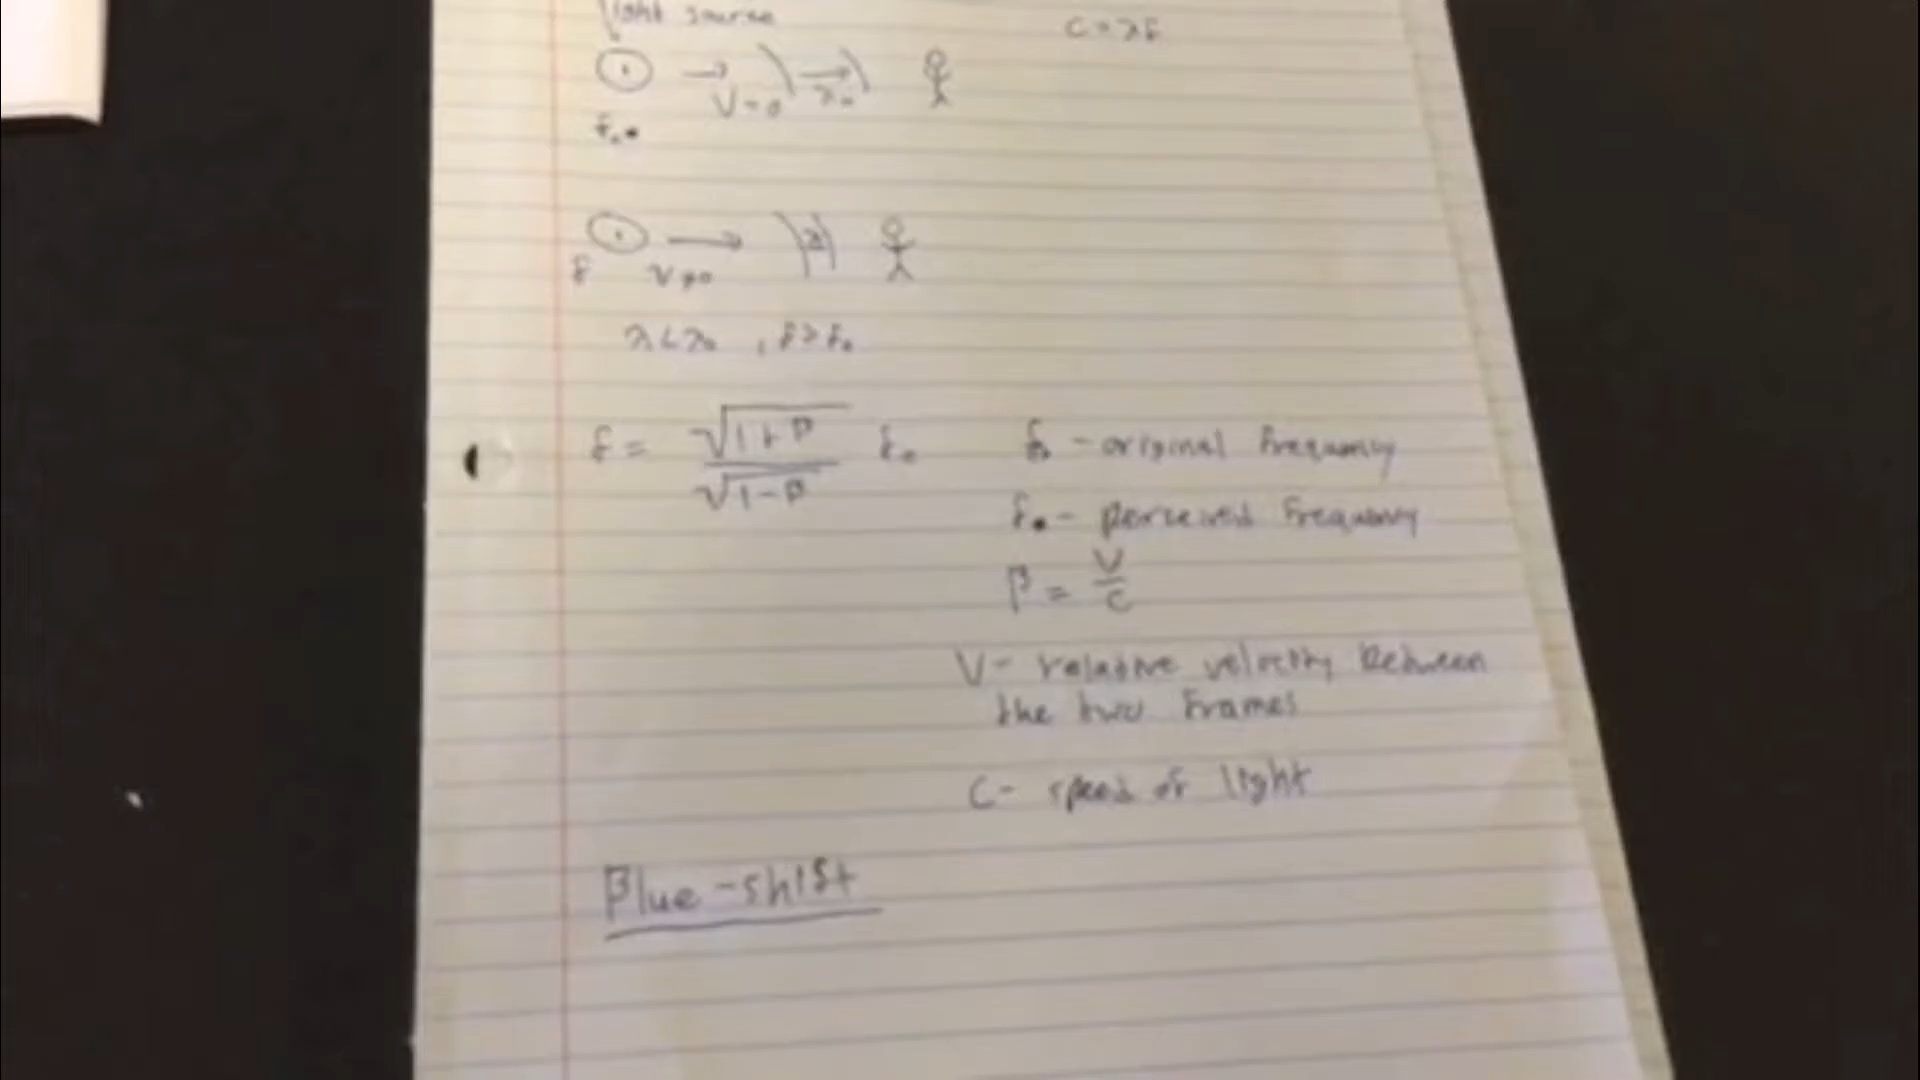 light source
C = λf
V = 0
λ₀
f₀
f
V ≠ 0
λ
λ < λ₀ , f > f₀
f = √1+β / √1-β f₀
f₀ - original frequency
f - perceived frequency
β = V/C
V - relative velocity between
the two frames
C - speed of light
Blue-shift